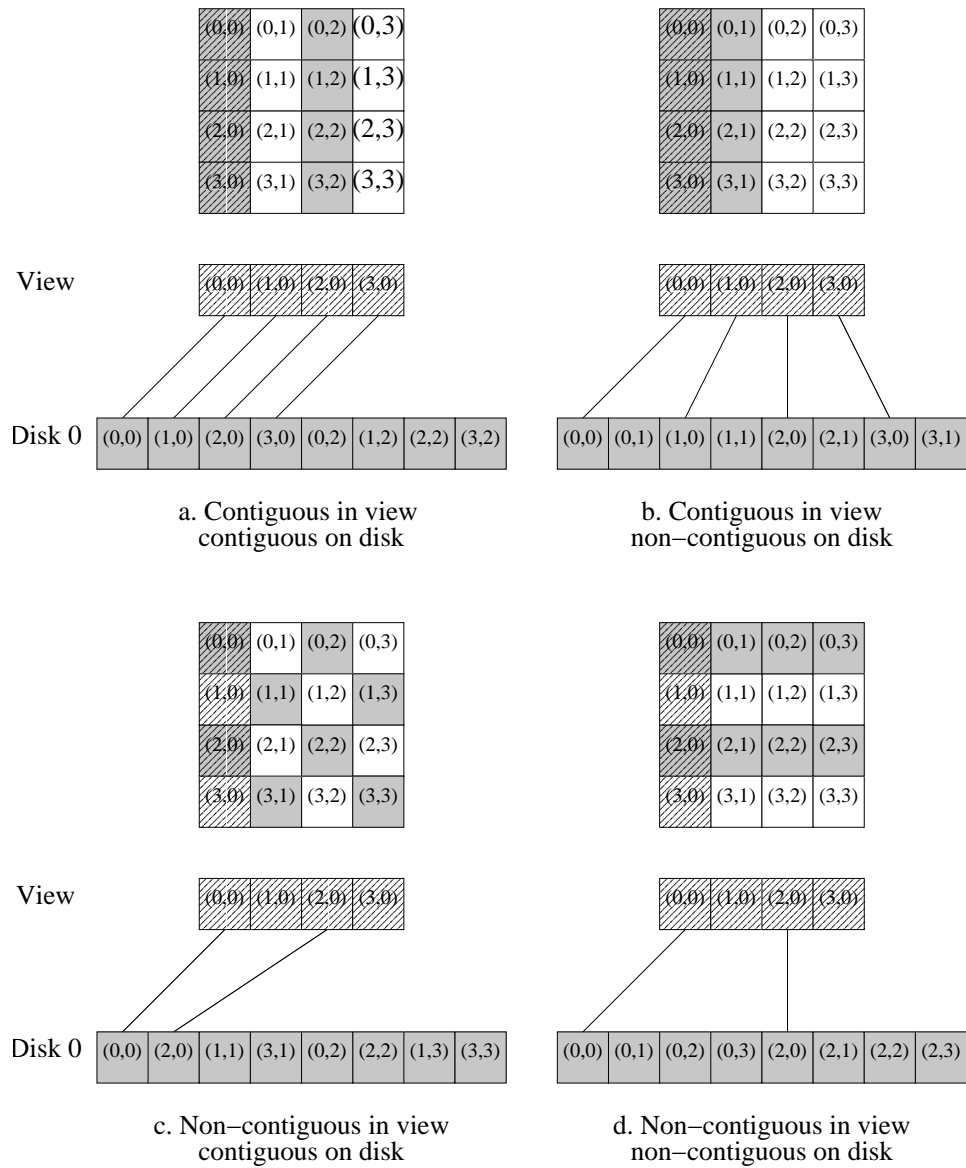 (0,0) (0,1) (0,2) (0,3)
(1,0) (1,1) (1,2) (1,3)
(2,0) (2,1) (2,2) (2,3)
(3,0) (3,1) (3,2) (3,3)
View
(0,0) (1,0) (2,0) (3,0)
Disk 0
(0,0) (1,0) (2,0) (3,0) (0,2) (1,2) (2,2) (3,2)
a. Contiguous in view
contiguous on disk
(0,0) (0,1) (0,2) (0,3)
(1,0) (1,1) (1,2) (1,3)
(2,0) (2,1) (2,2) (2,3)
(3,0) (3,1) (3,2) (3,3)
(0,0) (1,0) (2,0) (3,0)
(0,0) (0,1) (1,0) (1,1) (2,0) (2,1) (3,0) (3,1)
b. Contiguous in view
non−contiguous on disk
(0,0) (0,1) (0,2) (0,3)
(1,0) (1,1) (1,2) (1,3)
(2,0) (2,1) (2,2) (2,3)
(3,0) (3,1) (3,2) (3,3)
View
(0,0) (1,0) (2,0) (3,0)
Disk 0
(0,0) (2,0) (1,1) (3,1) (0,2) (2,2) (1,3) (3,3)
c. Non−contiguous in view
contiguous on disk
(0,0) (0,1) (0,2) (0,3)
(1,0) (1,1) (1,2) (1,3)
(2,0) (2,1) (2,2) (2,3)
(3,0) (3,1) (3,2) (3,3)
(0,0) (1,0) (2,0) (3,0)
(0,0) (0,1) (0,2) (0,3) (2,0) (2,1) (2,2) (2,3)
d. Non−contiguous in view
non−contiguous on disk